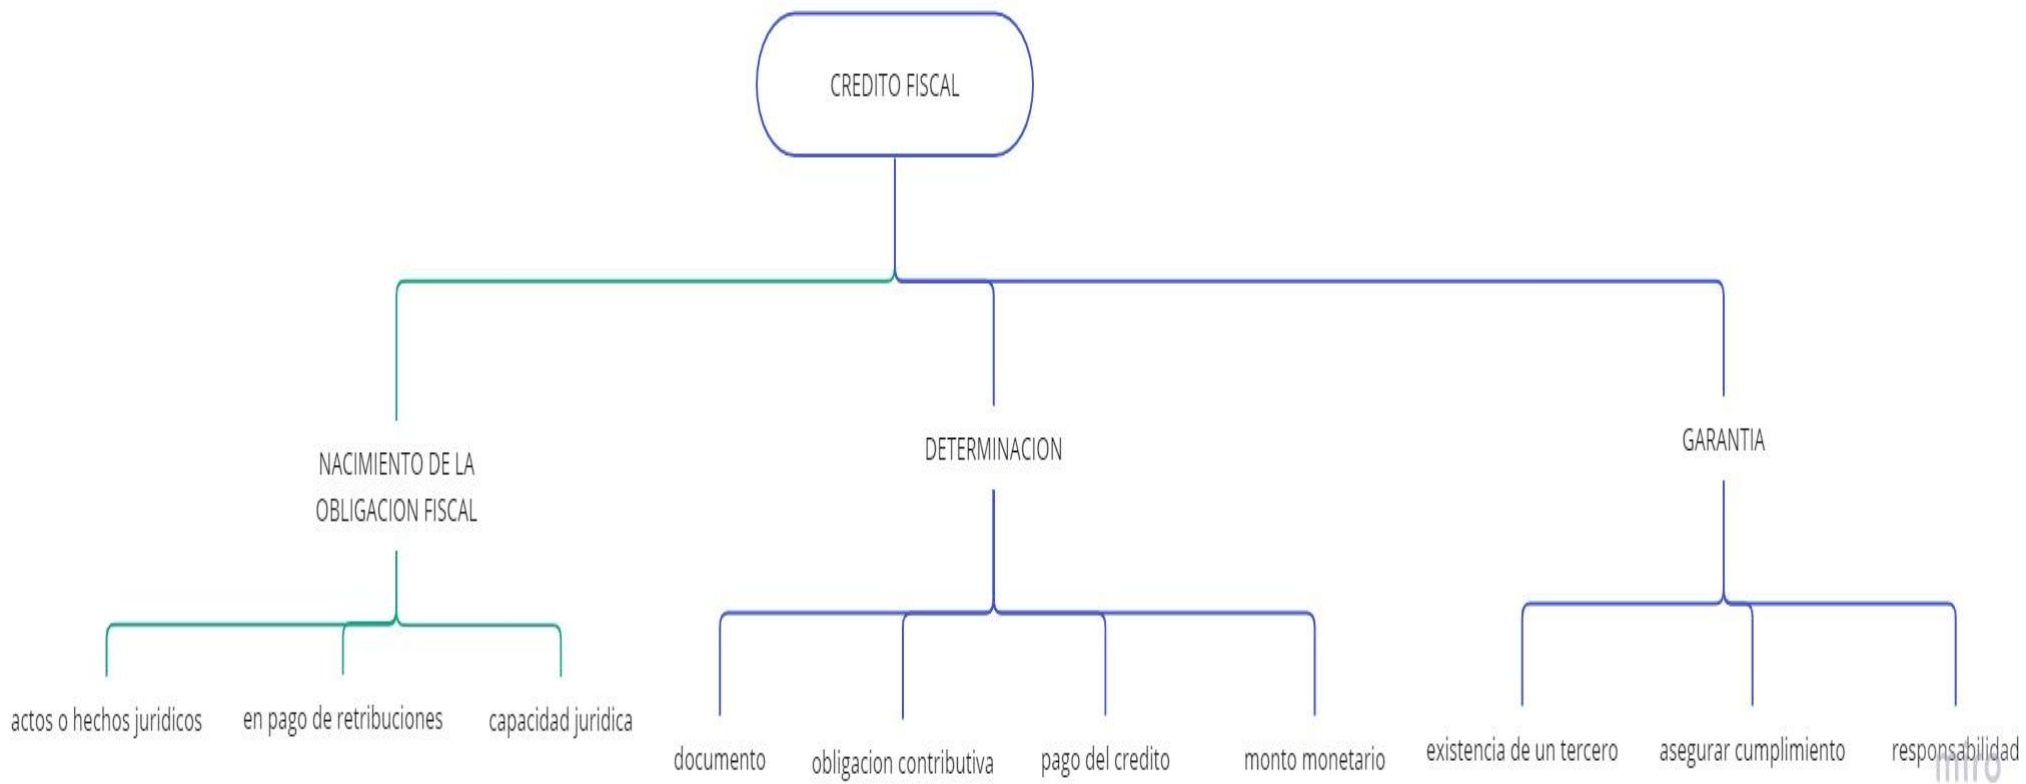 CREDITO FISCAL
NACIMIENTO DE LA
OBLIGACION FISCAL
actos o hechos juridicos
en pago de retribuciones
capacidad juridica
DETERMINACION
documento
obligacion contributiva
pago del credito
monto monetario
GARANTIA
existencia de un tercero
asegurar cumplimiento
responsabilidad
miro